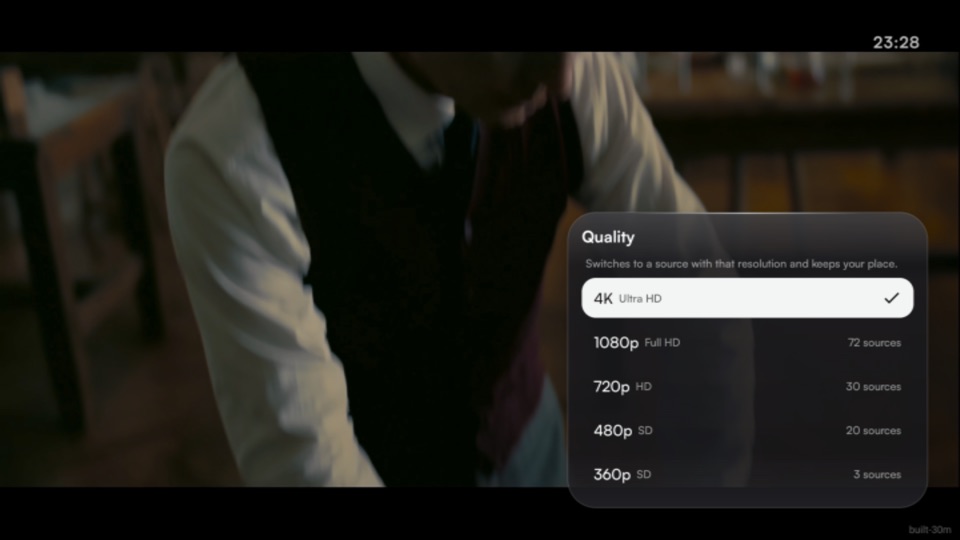 23:28
Quality
Switches to a source with that resolution and keeps your place.
4K Ultra HD
1080p Full HD 72 sources
720p HD 30 sources
480p SD 20 sources
360p SD 3 sources
built-30m